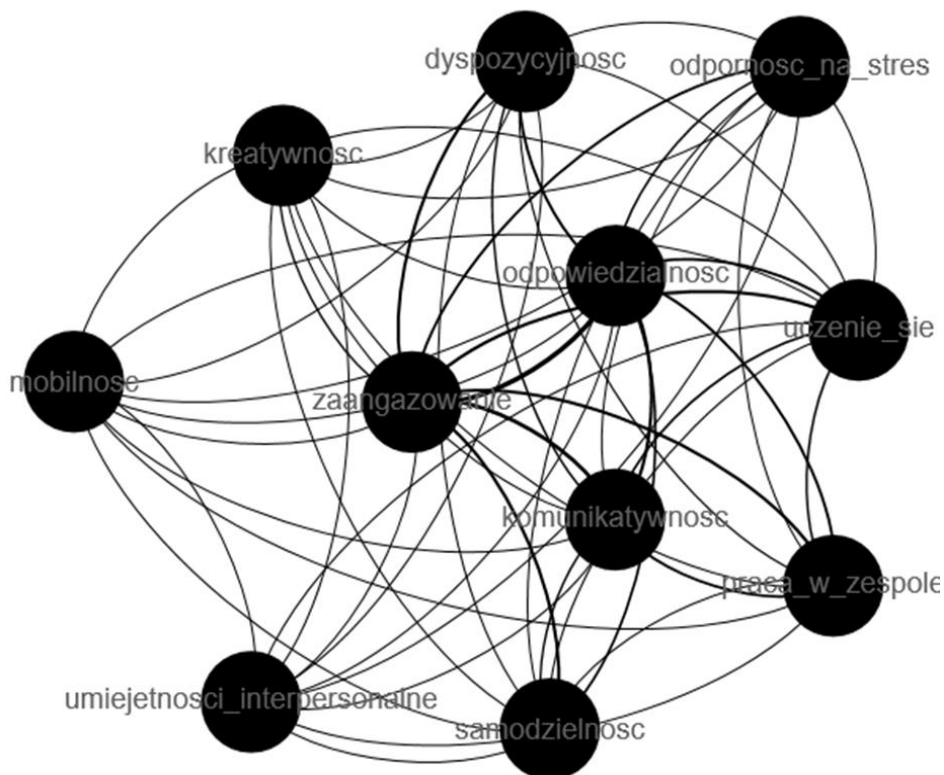 dyspozycyjnosc
odpornosc_na_stres
kreatywnosc
odpowiedzialnosc
uczenie_sie
mobilnosc
zaangazowanie
komunikatywnosc
praca_w_zespole
umiejetnosci_interpersonalne
samodzielnosc